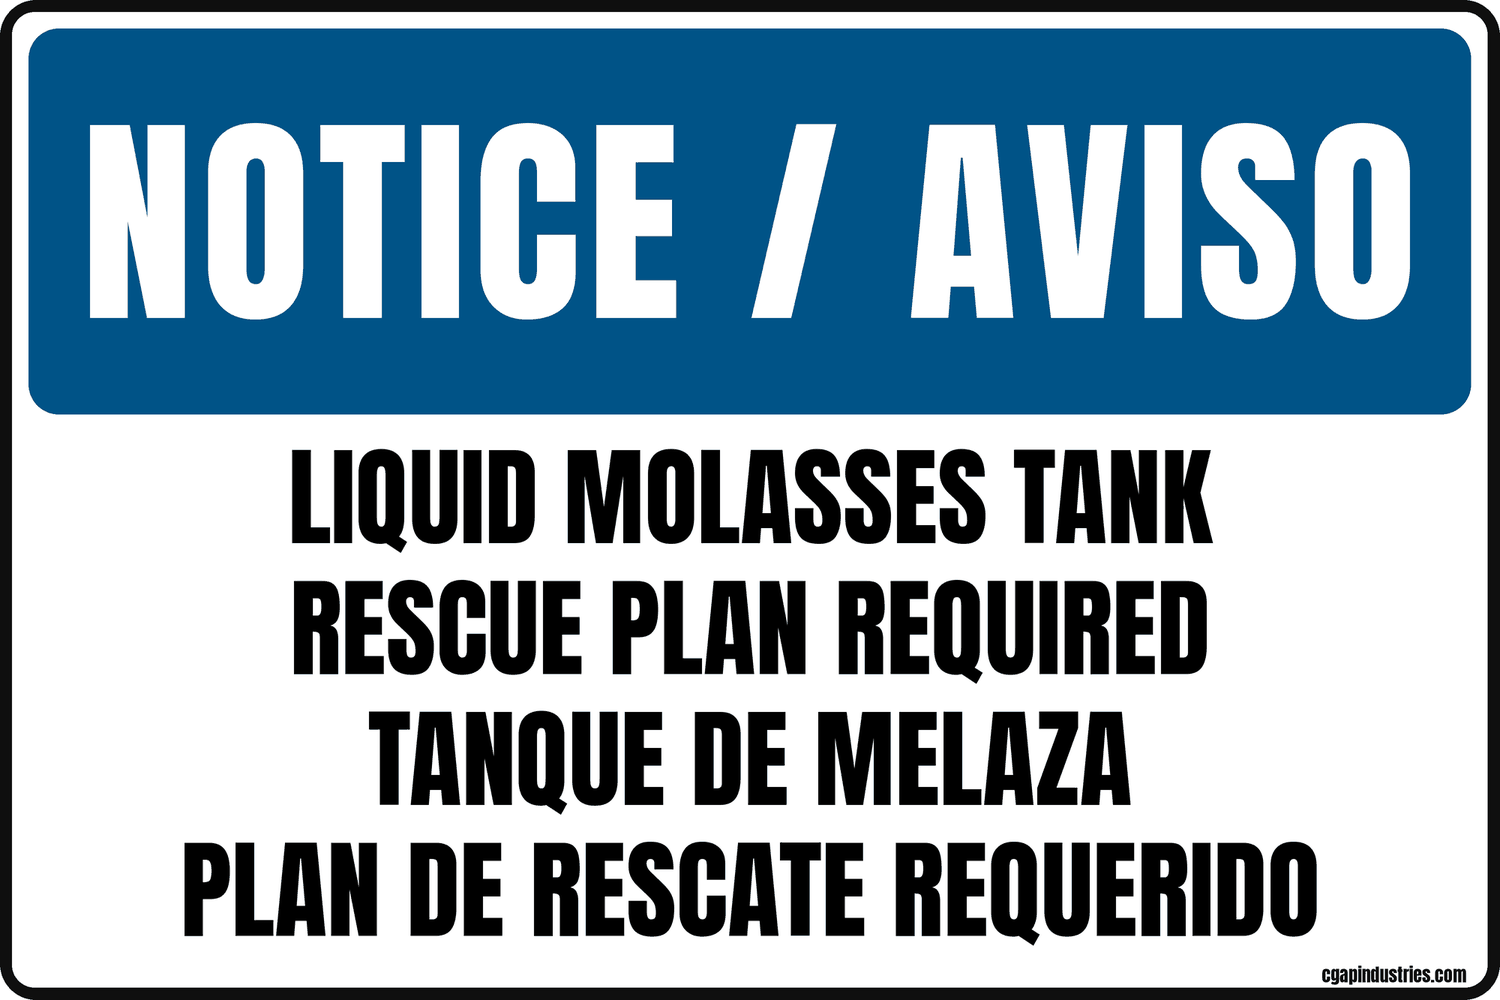 NOTICE / AVISO
LIQUID MOLASSES TANK
RESCUE PLAN REQUIRED
TANQUE DE MELAZA
PLAN DE RESCATE REQUERIDO
cgapindustries.com